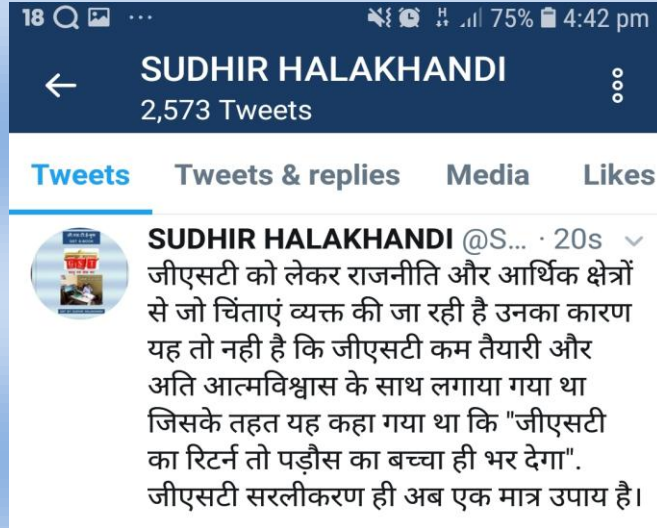 18 75% 4:42 pm
SUDHIR HALAKHANDI
2,573 Tweets
Tweets Tweets & replies Media Likes
SUDHIR HALAKHANDI @S... · 20s
जीएसटी को लेकर राजनीति और आर्थिक क्षेत्रों
से जो चिंताएं व्यक्त की जा रही है उनका कारण
यह तो नही है कि जीएसटी कम तैयारी और
अति आत्मविश्वास के साथ लगाया गया था
जिसके तहत यह कहा गया था कि "जीएसटी
का रिटर्न तो पड़ौस का बच्चा ही भर देगा".
जीएसटी सरलीकरण ही अब एक मात्र उपाय है।